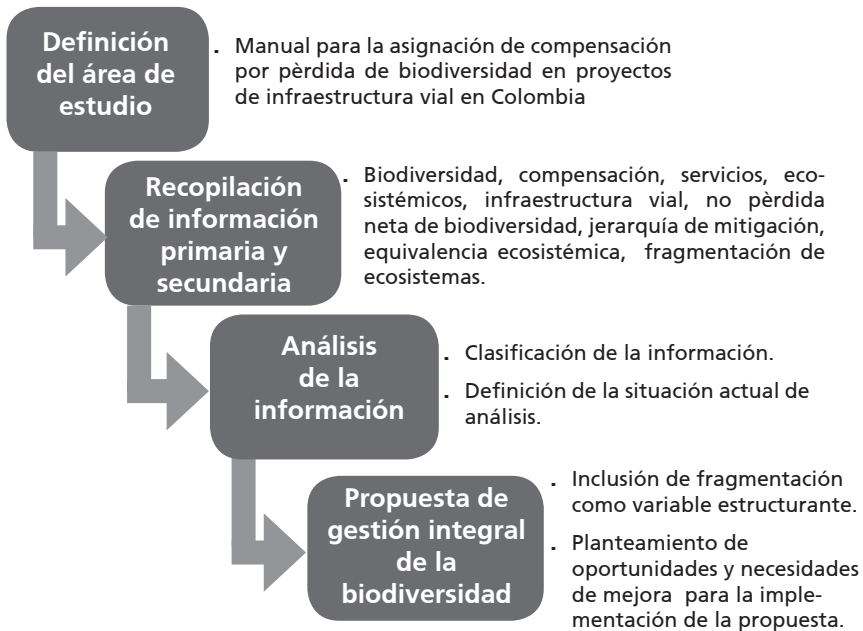 Definición
del área de
estudio
. Manual para la asignación de compensación
por pèrdida de biodiversidad en proyectos
de infraestructura vial en Colombia
Recopilación
de información
primaria y
secundaria
. Biodiversidad, compensación, servicios, eco-
sistémicos, infraestructura vial, no pèrdida
neta de biodiversidad, jerarquía de mitigación,
equivalencia ecosistémica, fragmentación de
ecosistemas.
Análisis
de la
información
. Clasificación de la información.
. Definición de la situación actual de
análisis.
Propuesta de
gestión integral
de la
biodiversidad
. Inclusión de fragmentación
como variable estructurante.
. Planteamiento de
oportunidades y necesidades
de mejora para la imple-
mentación de la propuesta.